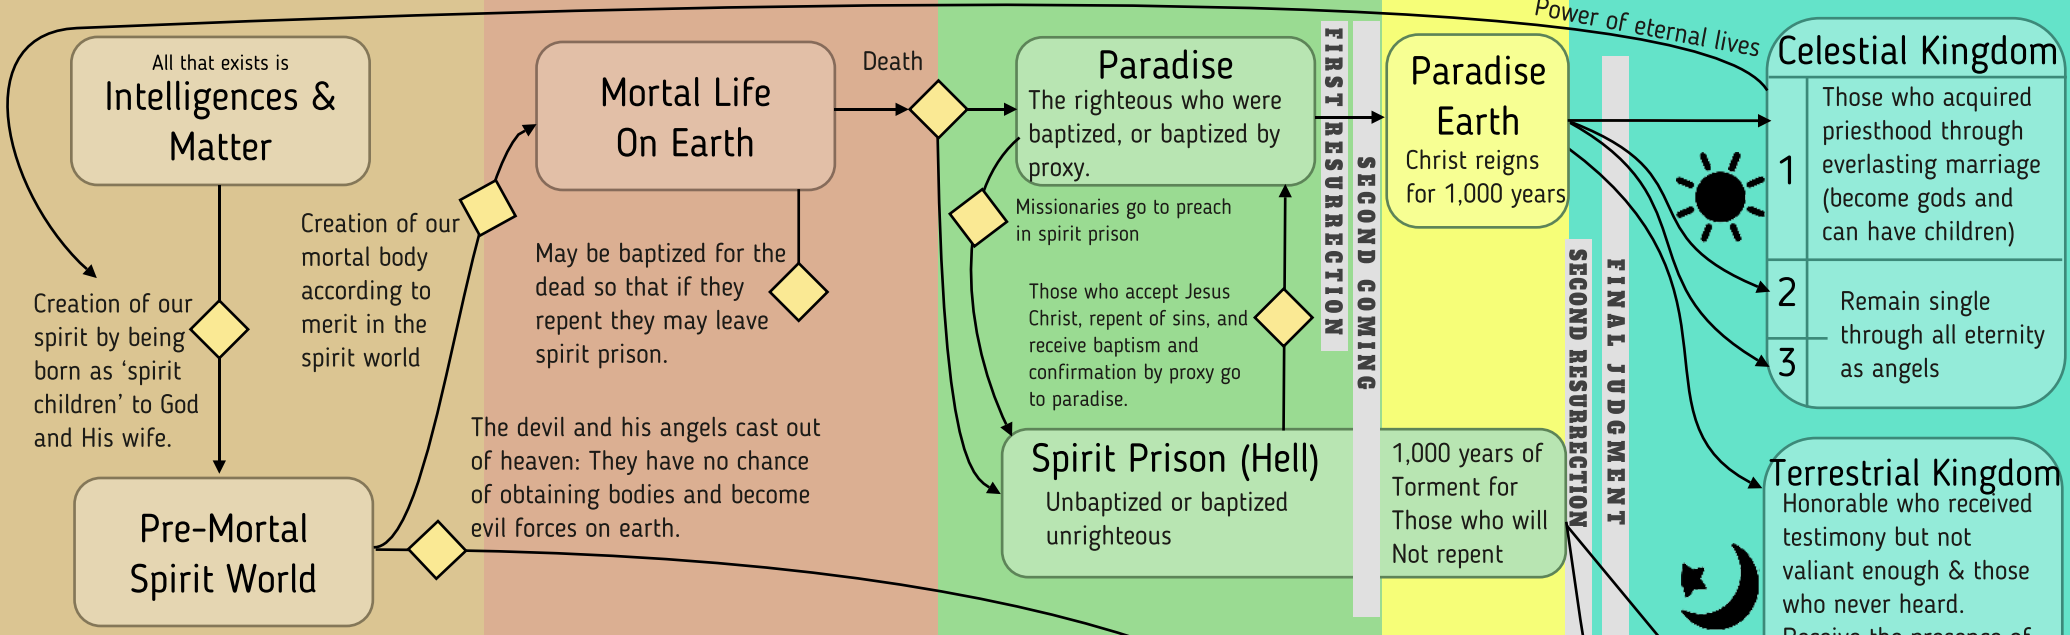 All that exists is
Intelligences &
Matter
Creation of our
spirit by being
born as ‘spirit
children’ to God
and His wife.
Pre-Mortal
Spirit World
Creation of our
mortal body
according to
merit in the
spirit world
Mortal Life
On Earth
May be baptized for the
dead so that if they
repent they may leave
spirit prison.
The devil and his angels cast out
of heaven: They have no chance
of obtaining bodies and become
evil forces on earth.
Death
Paradise
The righteous who were
baptized, or baptized by
proxy.
Missionaries go to preach
in spirit prison
Those who accept Jesus
Christ, repent of sins, and
receive baptism and
confirmation by proxy go
to paradise.
Spirit Prison (Hell)
Unbaptized or baptized
unrighteous
1,000 years of
Torment for
Those who will
Not repent
FIRST RESURRECTION
SECOND COMING
Paradise
Earth
Christ reigns
for 1,000 years
SECOND RESURRECTION
FINAL JUDGMENT
Power of eternal lives
Celestial Kingdom
1
Those who acquired
priesthood through
everlasting marriage
(become gods and
can have children)
2
3
Remain single
through all eternity
as angels
Terrestrial Kingdom
Honorable who received
testimony but not
valiant enough & those
who never heard.
Receive the presence of